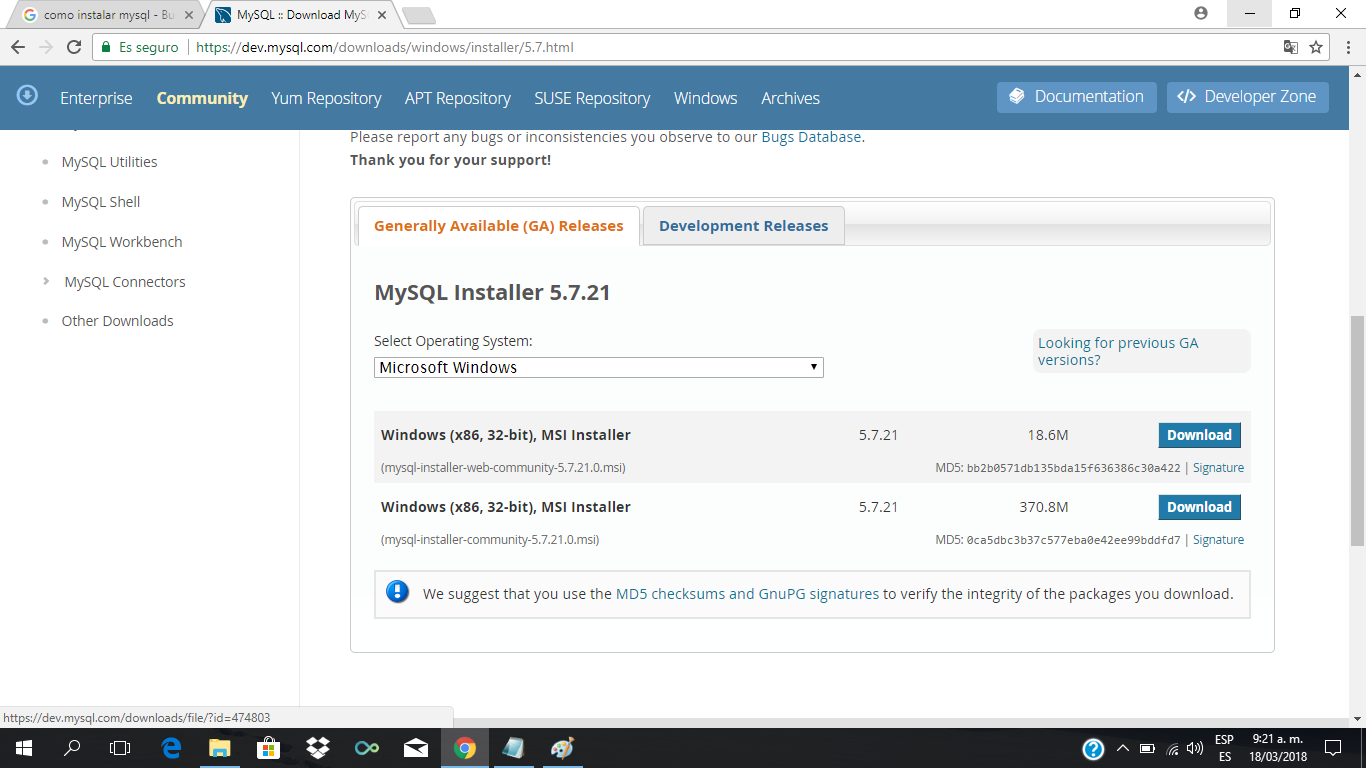 como instalar mysql - Bu
MySQL :: Download MyS
Es seguro
https://dev.mysql.com/downloads/windows/installer/5.7.html
Enterprise
Community
Yum Repository
APT Repository
SUSE Repository
Windows
Archives
Documentation
Developer Zone
MySQL Utilities
MySQL Shell
MySQL Workbench
MySQL Connectors
Other Downloads
Please report any bugs or inconsistencies you observe to our Bugs Database.
Thank you for your support!
Generally Available (GA) Releases
Development Releases
MySQL Installer 5.7.21
Select Operating System:
Microsoft Windows
Looking for previous GA
versions?
Windows (x86, 32-bit), MSI Installer 5.7.21 18.6M Download
(mysql-installer-web-community-5.7.21.0.msi) MD5: bb2b0571db135bda15f636386c30a422 | Signature
Windows (x86, 32-bit), MSI Installer 5.7.21 370.8M Download
(mysql-installer-community-5.7.21.0.msi) MD5: 0ca5dbc3b37c577eba0e42ee99bddfd7 | Signature
We suggest that you use the MD5 checksums and GnuPG signatures to verify the integrity of the packages you download.
https://dev.mysql.com/downloads/file/?id=474803
ESP
ES
9:21 a. m.
18/03/2018